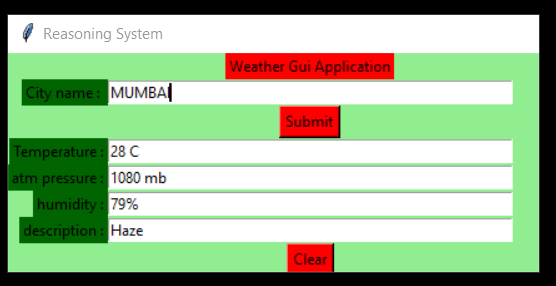 Reasoning System
Weather Gui Application
City name : MUMBAI
Submit
Temperature : 28 C
atm pressure : 1080 mb
humidity : 79%
description : Haze
Clear